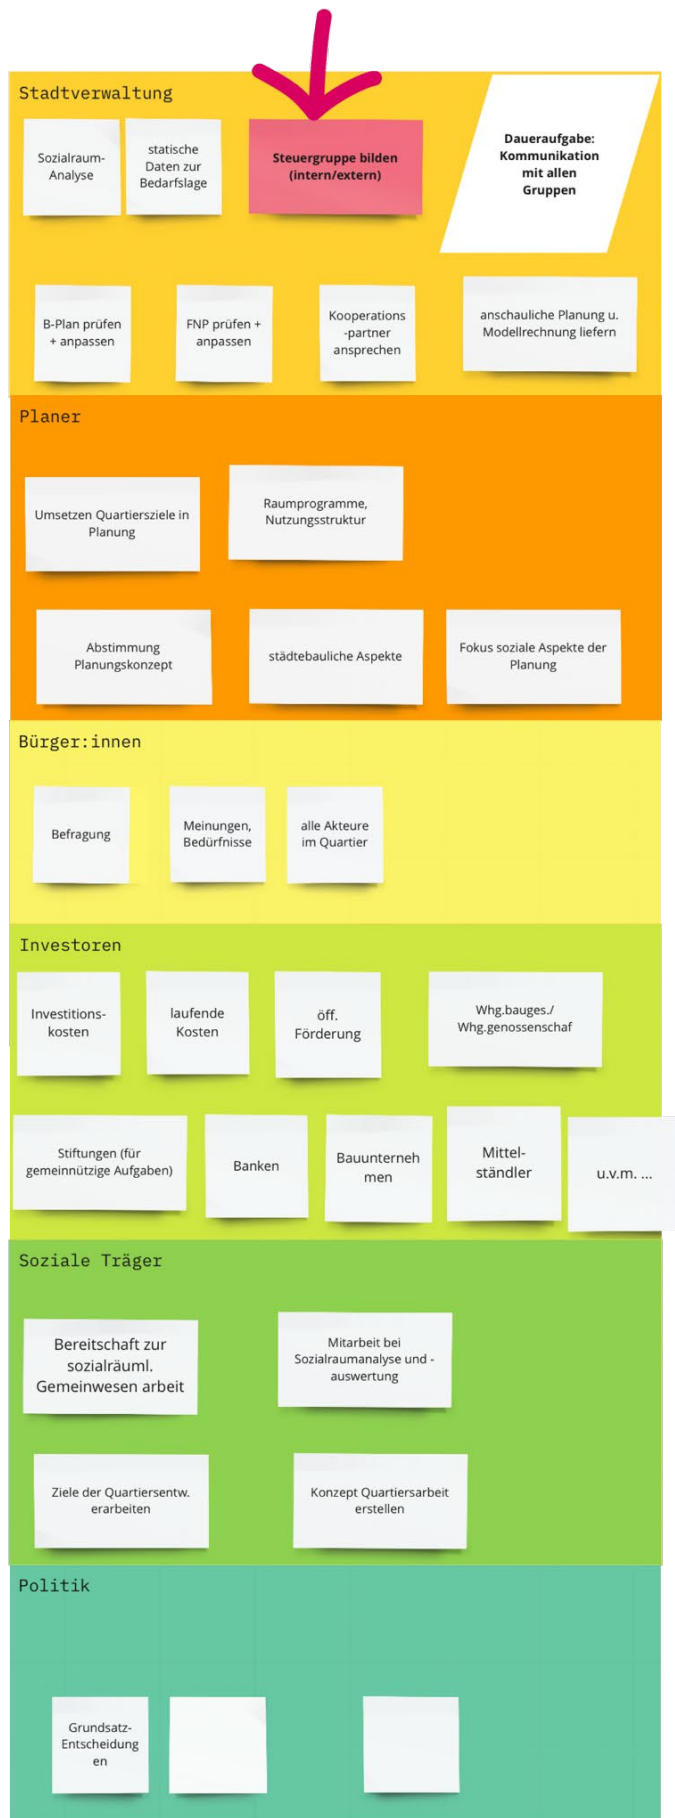 Stadtverwaltung
Sozialraum-
Analyse
statische
Daten zur
Bedarfslage
Steuergruppe bilden
(intern/extern)
Daueraufgabe:
Kommunikation
mit allen
Gruppen
B-Plan prüfen
+ anpassen
FNP prüfen +
anpassen
Kooperations
-partner
ansprechen
anschauliche Planung u.
Modellrechnung liefern
Planer
Umsetzen Quartiersziele in
Planung
Raumprogramme,
Nutzungsstruktur
Abstimmung
Planungskonzept
städtebauliche Aspekte
Fokus soziale Aspekte der
Planung
Bürger:innen
Befragung
Meinungen,
Bedürfnisse
alle Akteure
im Quartier
Investoren
Investitions-
kosten
laufende
Kosten
öff.
Förderung
Whg.bauges./
Whg.genossenschaf
Stiftungen (für
gemeinnützige Aufgaben)
Banken
Bauunterneh
men
Mittel-
ständler
u.v.m. ...
Soziale Träger
Bereitschaft zur
sozialräuml.
Gemeinwesen arbeit
Mitarbeit bei
Sozialraumanalyse und -
auswertung
Ziele der Quartiersentw.
erarbeiten
Konzept Quartiersarbeit
erstellen
Politik
Grundsatz-
Entscheidung
en